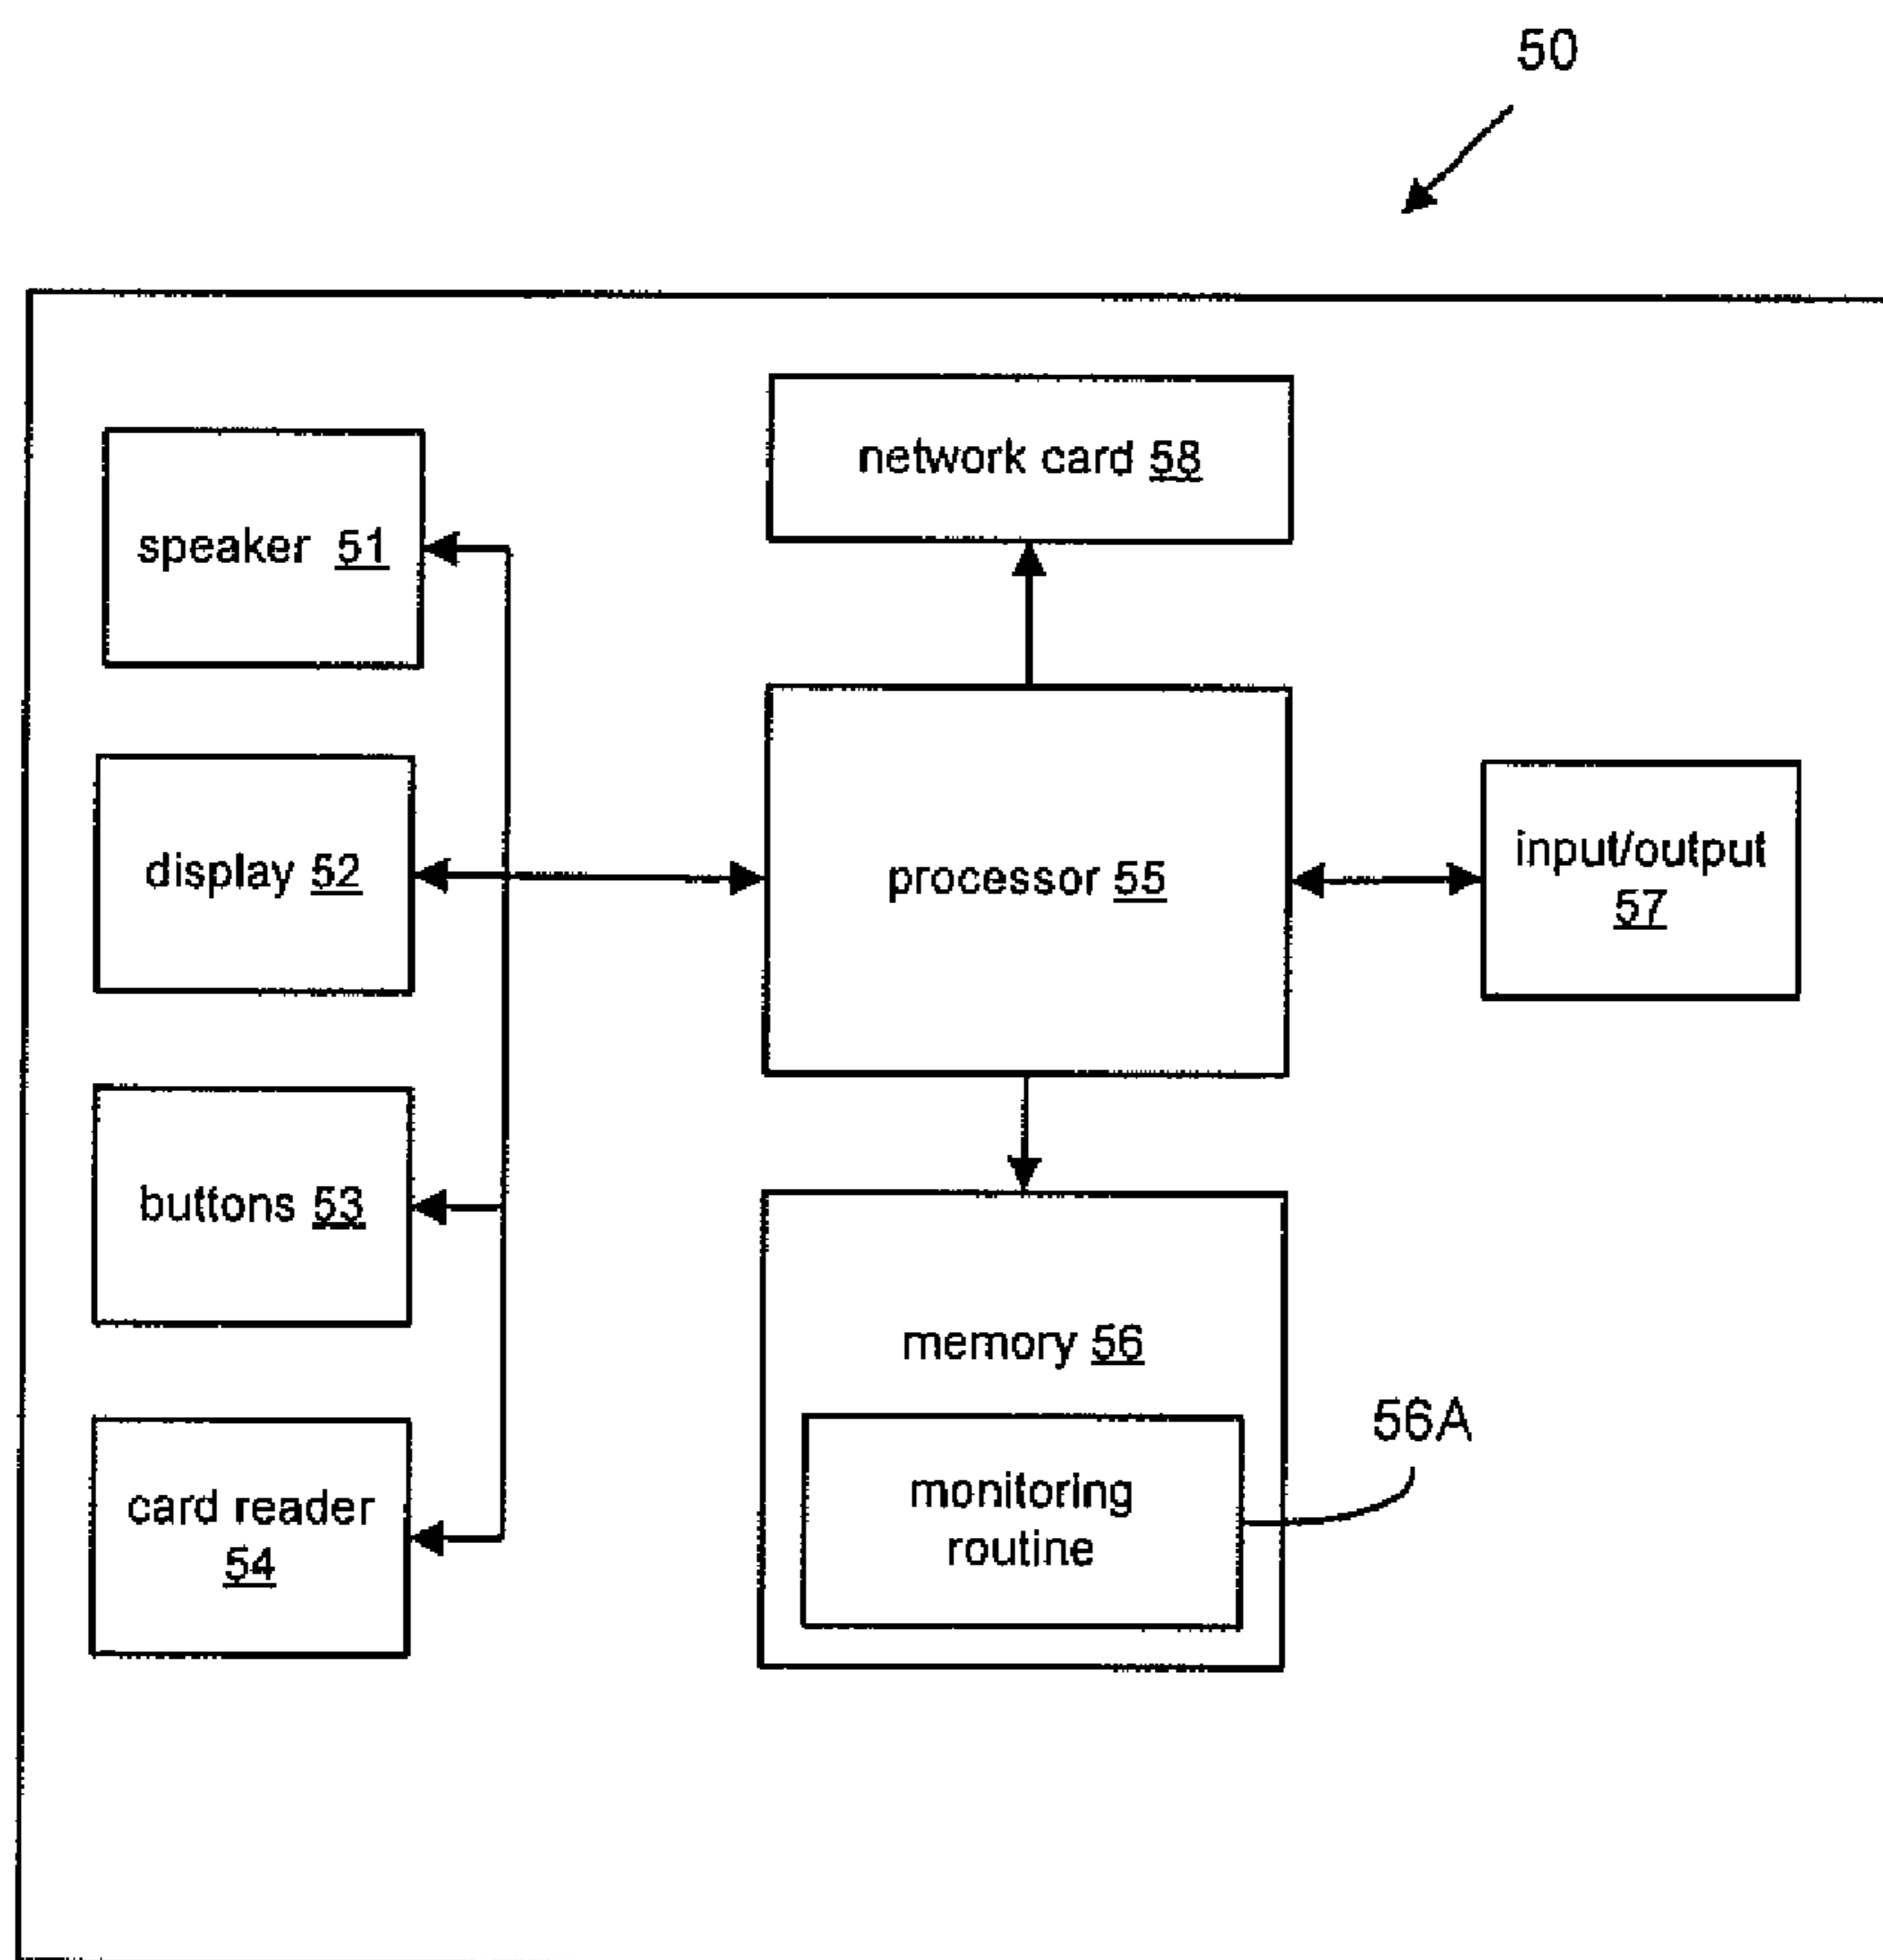 50
network card 58
speaker 51
display 52
processor 55
input/output
57
buttons 53
memory 56
56A
monitoring
routine
card reader
54